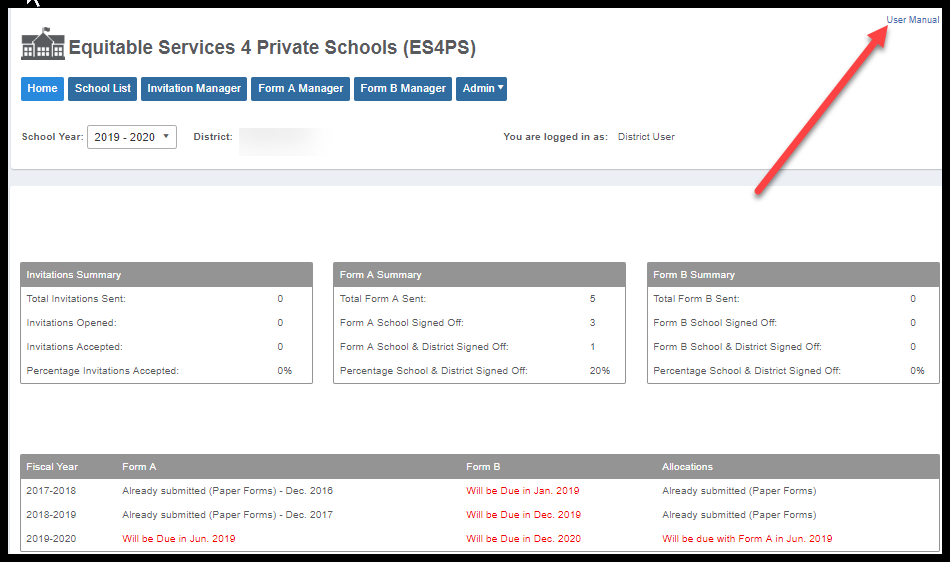 User Manual
Equitable Services 4 Private Schools (ES4PS)
Home School List Invitation Manager Form A Manager Form B Manager Admin
School Year: 2019 - 2020 District: You are logged in as: District User
Invitations Summary
Total Invitations Sent: 0
Invitations Opened: 0
Invitations Accepted: 0
Percentage Invitations Accepted: 0%
Form A Summary
Total Form A Sent: 5
Form A School Signed Off: 3
Form A School & District Signed Off: 1
Percentage School & District Signed Off: 20%
Form B Summary
Total Form B Sent: 0
Form B School Signed Off: 0
Form B School & District Signed Off: 0
Percentage School & District Signed Off: 0%
Fiscal Year Form A Form B Allocations
2017-2018 Already submitted (Paper Forms) - Dec. 2016 Will be Due in Jan. 2019 Already submitted (Paper Forms)
2018-2019 Already submitted (Paper Forms) - Dec. 2017 Will be Due in Dec. 2019 Already submitted (Paper Forms)
2019-2020 Will be Due in Jun. 2019 Will be Due in Dec. 2020 Will be due with Form A in Jun. 2019